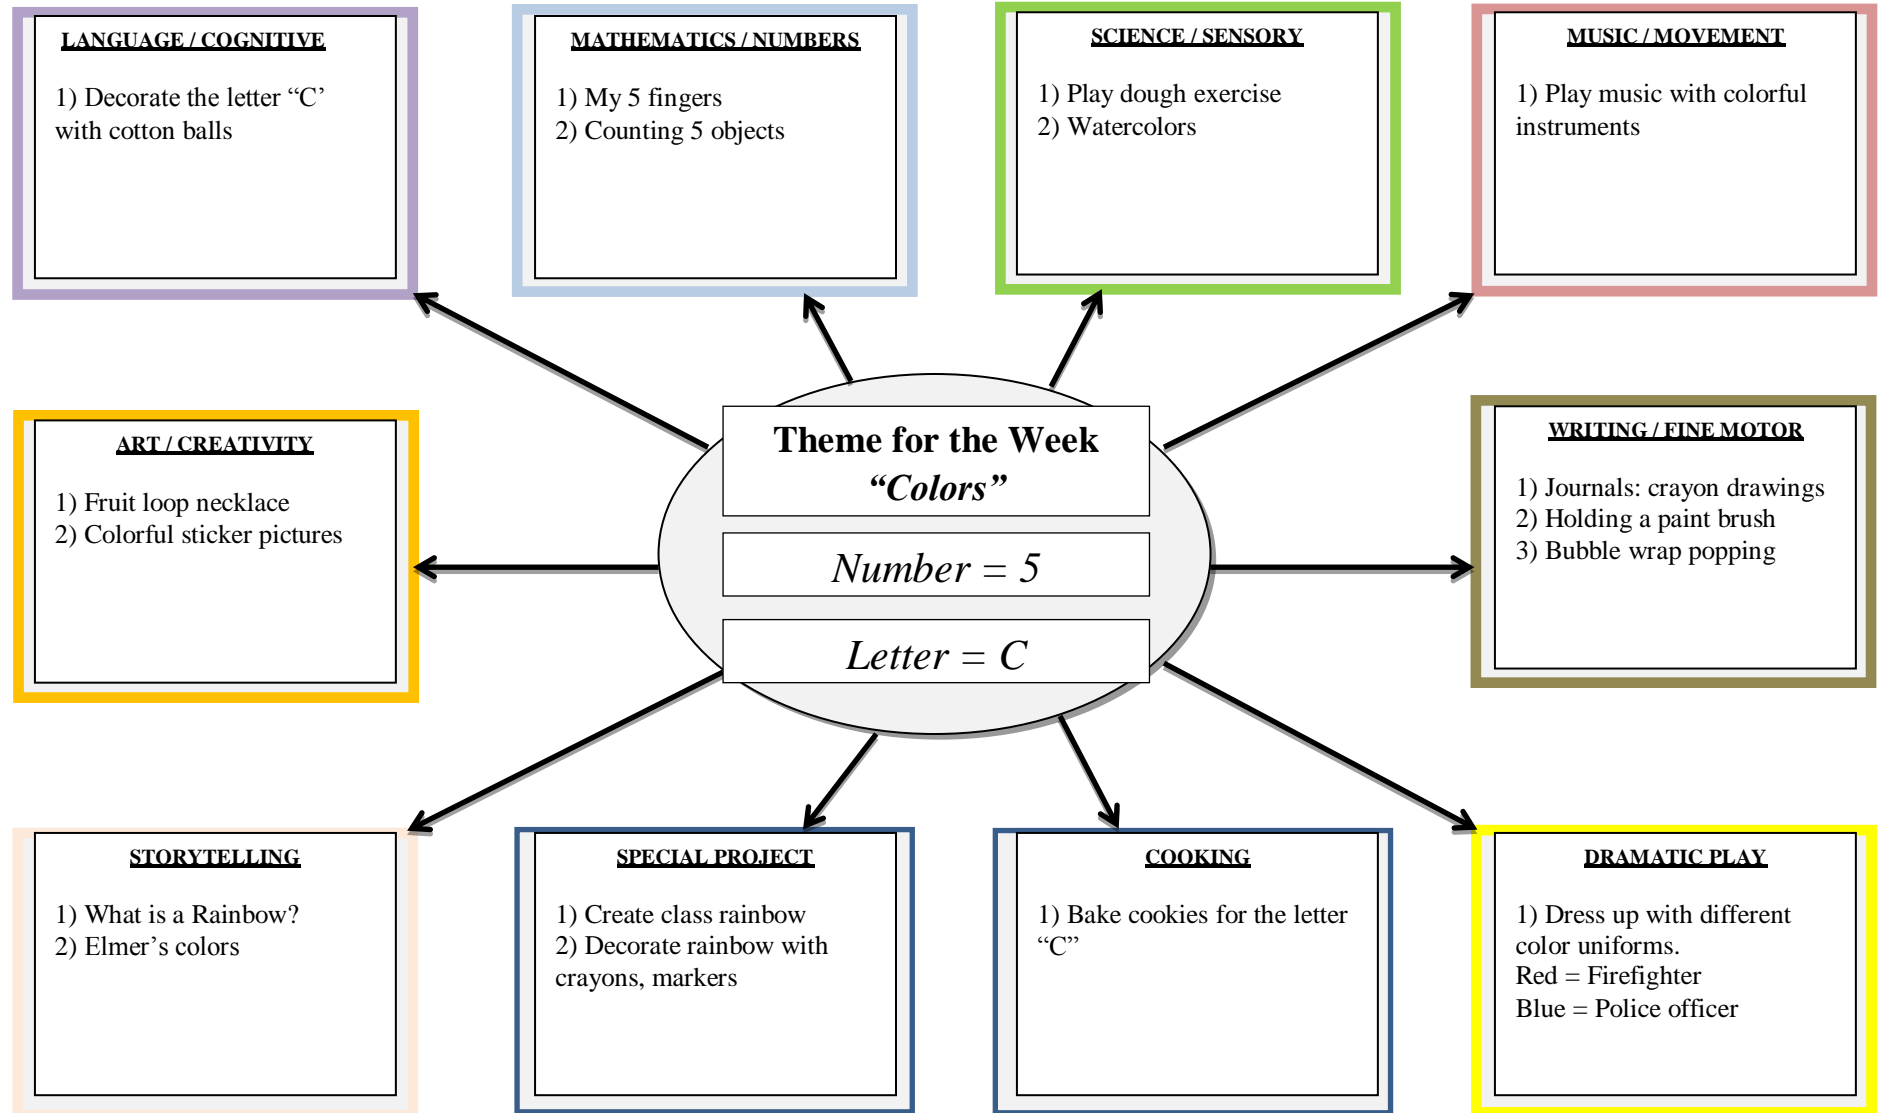 LANGUAGE / COGNITIVE
1) Decorate the letter “C’
with cotton balls
MATHEMATICS / NUMBERS
1) My 5 fingers
2) Counting 5 objects
SCIENCE / SENSORY
1) Play dough exercise
2) Watercolors
MUSIC / MOVEMENT
1) Play music with colorful
instruments
ART / CREATIVITY
1) Fruit loop necklace
2) Colorful sticker pictures
Theme for the Week
“Colors”
Number = 5
Letter = C
WRITING / FINE MOTOR
1) Journals: crayon drawings
2) Holding a paint brush
3) Bubble wrap popping
STORYTELLING
1) What is a Rainbow?
2) Elmer’s colors
SPECIAL PROJECT
1) Create class rainbow
2) Decorate rainbow with
crayons, markers
COOKING
1) Bake cookies for the letter
“C”
DRAMATIC PLAY
1) Dress up with different
color uniforms.
Red = Firefighter
Blue = Police officer